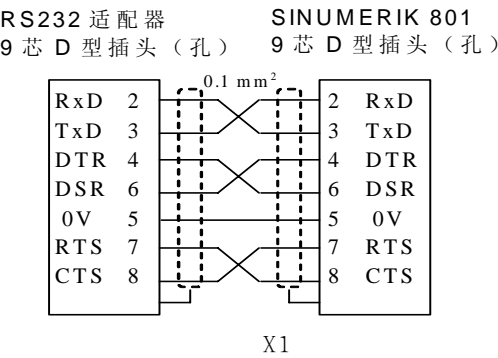 RS232 适配器 SINUMERIK 801
9 芯 D 型插头（孔） 9 芯 D 型插头（孔）
0.1 mm²
RxD 2 2 RxD
TxD 3 3 TxD
DTR 4 4 DTR
DSR 6 6 DSR
0V 5 5 0V
RTS 7 7 RTS
CTS 8 8 CTS
X1